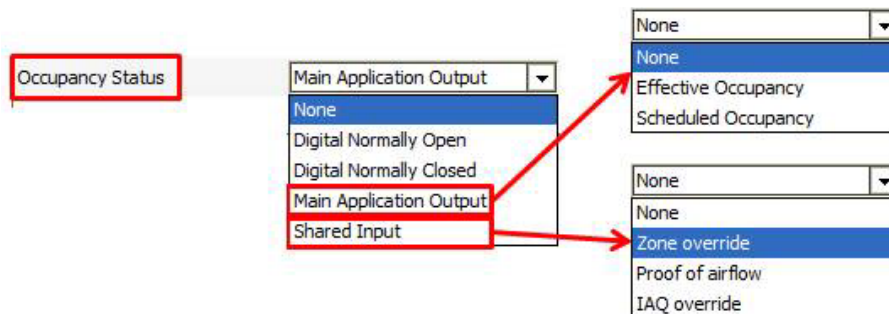 Occupancy Status
Main Application Output
None
Digital Normally Open
Digital Normally Closed
Main Application Output
Shared Input
None
None
Effective Occupancy
Scheduled Occupancy
None
None
Zone override
Proof of airflow
IAQ override